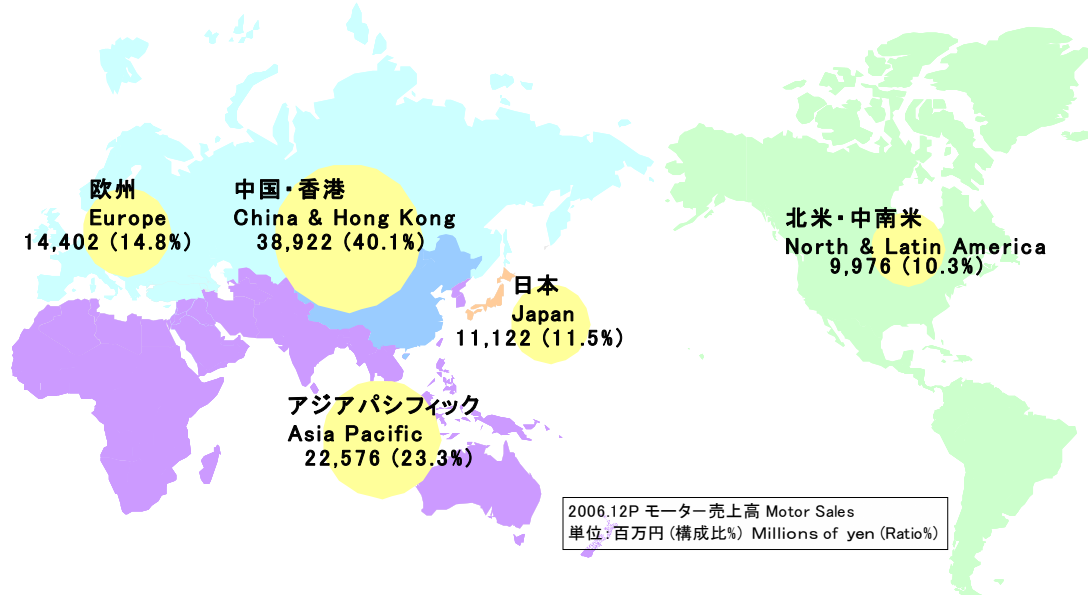 欧州
Europe
14,402 (14.8%)
中国・香港
China & Hong Kong
38,922 (40.1%)
北米・中南米
North & Latin America
9,976 (10.3%)
日本
Japan
11,122 (11.5%)
アジアパシフィック
Asia Pacific
22,576 (23.3%)
2006.12P モーター売上高 Motor Sales
単位：百万円 (構成比%) Millions of yen (Ratio%)